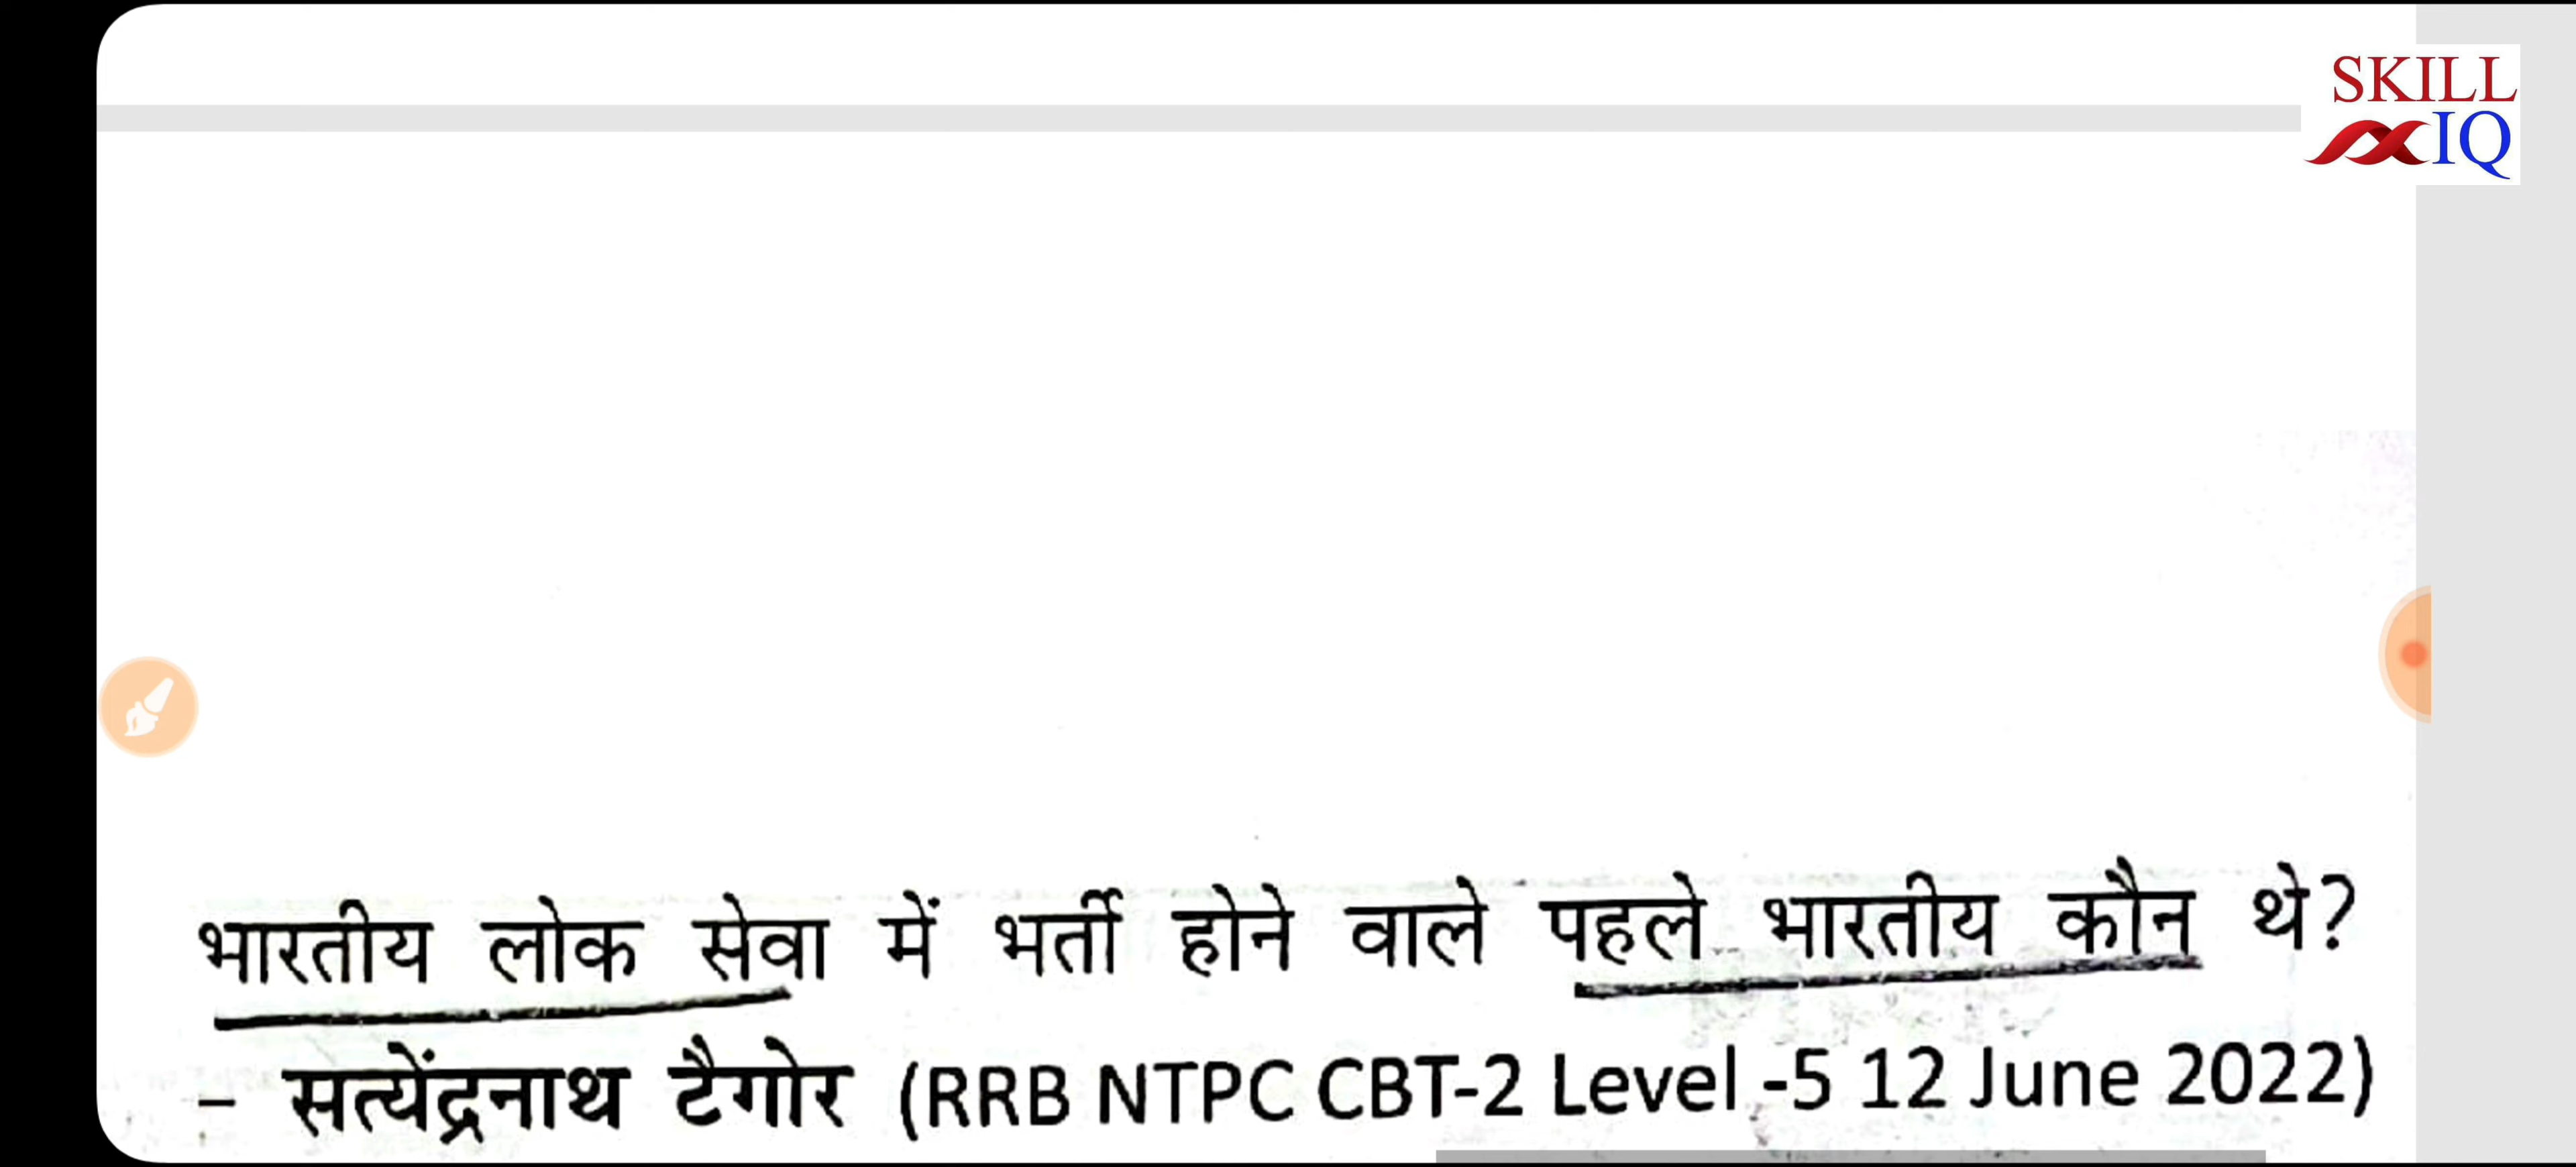 SKILL
IQ
भारतीय लोक सेवा में भर्ती होने वाले पहले भारतीय कौन थे?
– सत्येंद्रनाथ टैगोर (RRB NTPC CBT-2 Level -5 12 June 2022)